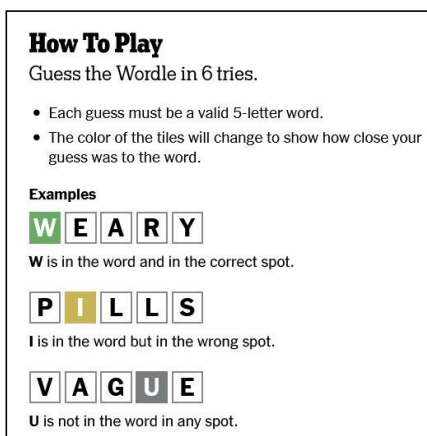 How To Play
Guess the Wordle in 6 tries.
• Each guess must be a valid 5-letter word.
• The color of the tiles will change to show how close your
guess was to the word.
Examples
W E A R Y
W is in the word and in the correct spot.
P I L L S
I is in the word but in the wrong spot.
V A G U E
U is not in the word in any spot.